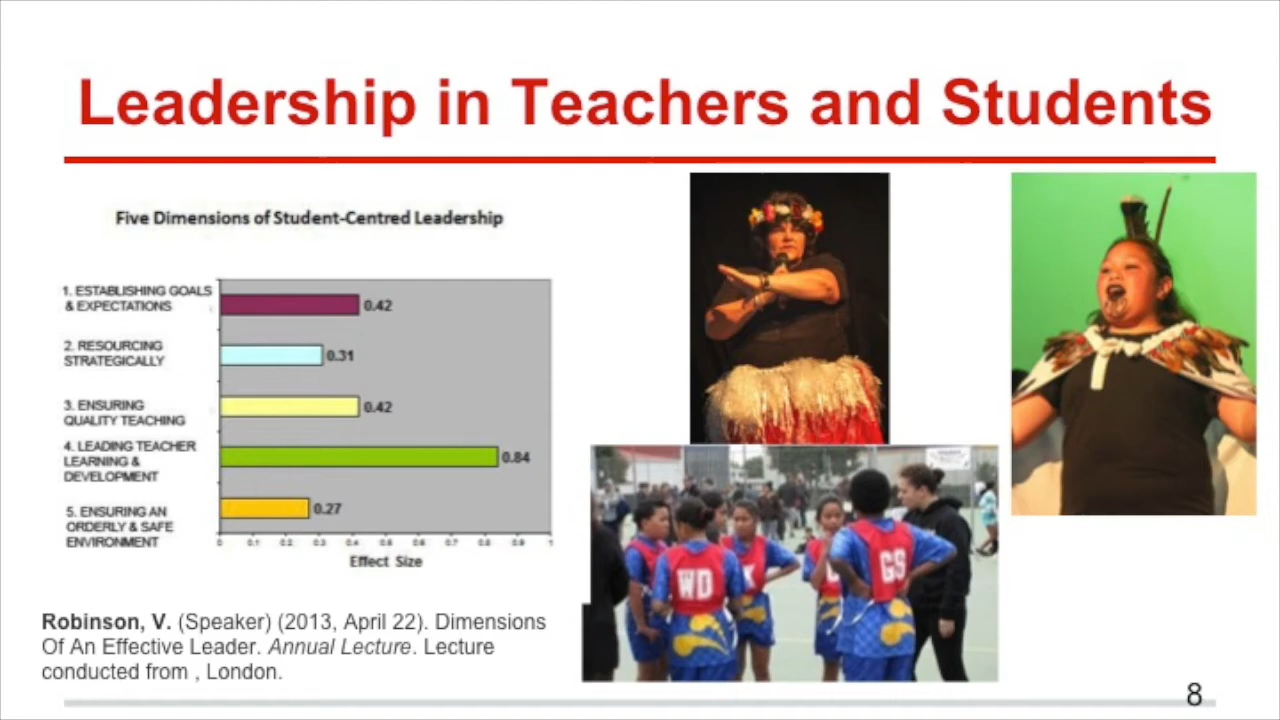 Leadership in Teachers and Students
Five Dimensions of Student-Centred Leadership
1. ESTABLISHING GOALS
& EXPECTATIONS
0.42
2. RESOURCING
STRATEGICALLY
0.31
3. ENSURING
QUALITY TEACHING
0.42
4. LEADING TEACHER
LEARNING &
DEVELOPMENT
0.84
5. ENSURING AN
ORDERLY & SAFE
ENVIRONMENT
0.27
0 0.1 0.2 0.3 0.4 0.5 0.6 0.7 0.8 0.9 1
Effect Size
WD
GS
Robinson, V. (Speaker) (2013, April 22). Dimensions
Of An Effective Leader. Annual Lecture. Lecture
conducted from , London.
8